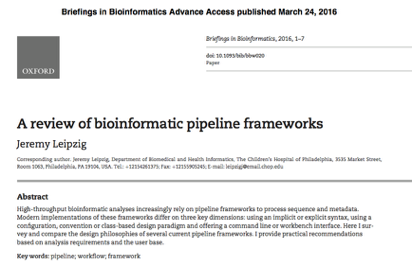 Briefings in Bioinformatics Advance Access published March 24, 2016
Briefings in Bioinformatics, 2016, 1–7
doi: 10.1093/bib/bbw020
Paper
OXFORD
A review of bioinformatic pipeline frameworks
Jeremy Leipzig
Corresponding author. Jeremy Leipzig, Department of Biomedical and Health Informatics, The Children's Hospital of Philadelphia, 3535 Market Street,
Room 1063, Philadelphia, PA 19104, USA. Tel.: +12154261375; Fax: +12155905245; E-mail: leipzig@email.chop.edu
Abstract
High-throughput bioinformatic analyses increasingly rely on pipeline frameworks to process sequence and metadata.
Modern implementations of these frameworks differ on three key dimensions: using an implicit or explicit syntax, using a
configuration, convention or class-based design paradigm and offering a command line or workbench interface. Here I sur-
vey and compare the design philosophies of several current pipeline frameworks. I provide practical recommendations
based on analysis requirements and the user base.
Key words: pipeline; workflow; framework